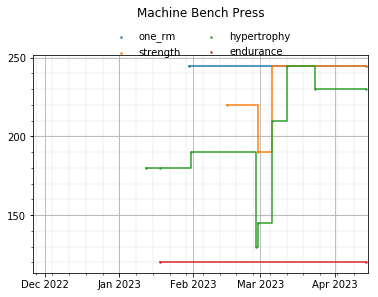 Machine Bench Press
one_rm
strength
hypertrophy
endurance
250
200
150
Dec 2022
Jan 2023
Feb 2023
Mar 2023
Apr 2023